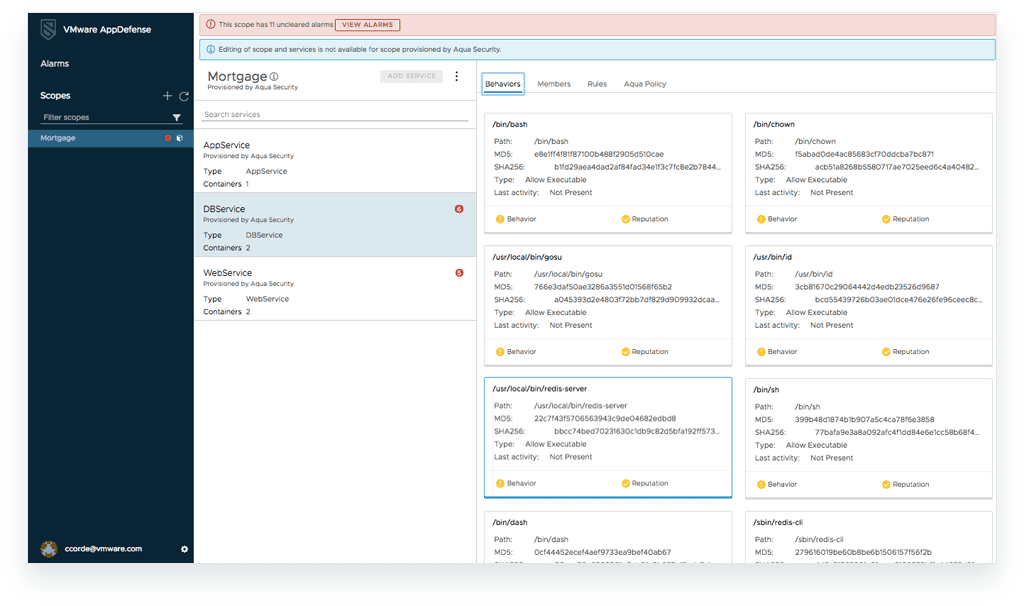 VMware AppDefense
Alarms
Scopes
Filter scopes
Mortgage
ccorde@vmware.com
This scope has 11 uncleared alarms VIEW ALARMS
Editing of scope and services is not available for scope provisioned by Aqua Security.
Mortgage
Provisioned by Aqua Security
ADD SERVICE
Search services
AppService
Provisioned by Aqua Security
Type AppService
Containers 1
DBService 6
Provisioned by Aqua Security
Type DBService
Containers 2
WebService 5
Provisioned by Aqua Security
Type WebService
Containers 2
Behaviors Members Rules Aqua Policy
/bin/bash
Path: /bin/bash
MD5: e8e1ff4f81f87100b488f2905d510cae
SHA256: b1fd29aea4dad2af84fad34e1f3c7fc8e2b7844...
Type: Allow Executable
Last activity: Not Present
Behavior Reputation
/bin/chown
Path: /bin/chown
MD5: f5abad0de4ac85683cf70ddcba7bc871
SHA256: acb51a8268b5580717ae7025eed6c4a40482...
Type: Allow Executable
Last activity: Not Present
Behavior Reputation
/usr/local/bin/gosu
Path: /usr/local/bin/gosu
MD5: 766e3daf50ae3286a3551d01568f65b2
SHA256: a045393d2e4803f72bb7df829d909932dcaa...
Type: Allow Executable
Last activity: Not Present
Behavior Reputation
/usr/bin/id
Path: /usr/bin/id
MD5: 3cb81670c29064442d4edb23526d9687
SHA256: bcd55439726b03ae01dce476e26fe96ceec8c...
Type: Allow Executable
Last activity: Not Present
Behavior Reputation
/usr/local/bin/redis-server
Path: /usr/local/bin/redis-server
MD5: 22c7f43f5706563943c9de04682edbd8
SHA256: bbcc74bed70231630c1db9c82d5bfa192ff573...
Type: Allow Executable
Last activity: Not Present
Behavior Reputation
/bin/sh
Path: /bin/sh
MD5: 399b48d1874b1b907a5c4ca78f6e3858
SHA256: 77bafa9e3a8a092afc4f1dd84e6e1cc58b68f4...
Type: Allow Executable
Last activity: Not Present
Behavior Reputation
/bin/dash
Path: /bin/dash
MD5: 0cf44452ecef4aef9733ea9bef40ab67
/sbin/redis-cli
Path: /sbin/redis-cli
MD5: 279616019be60b8be6b1506157f56f2b